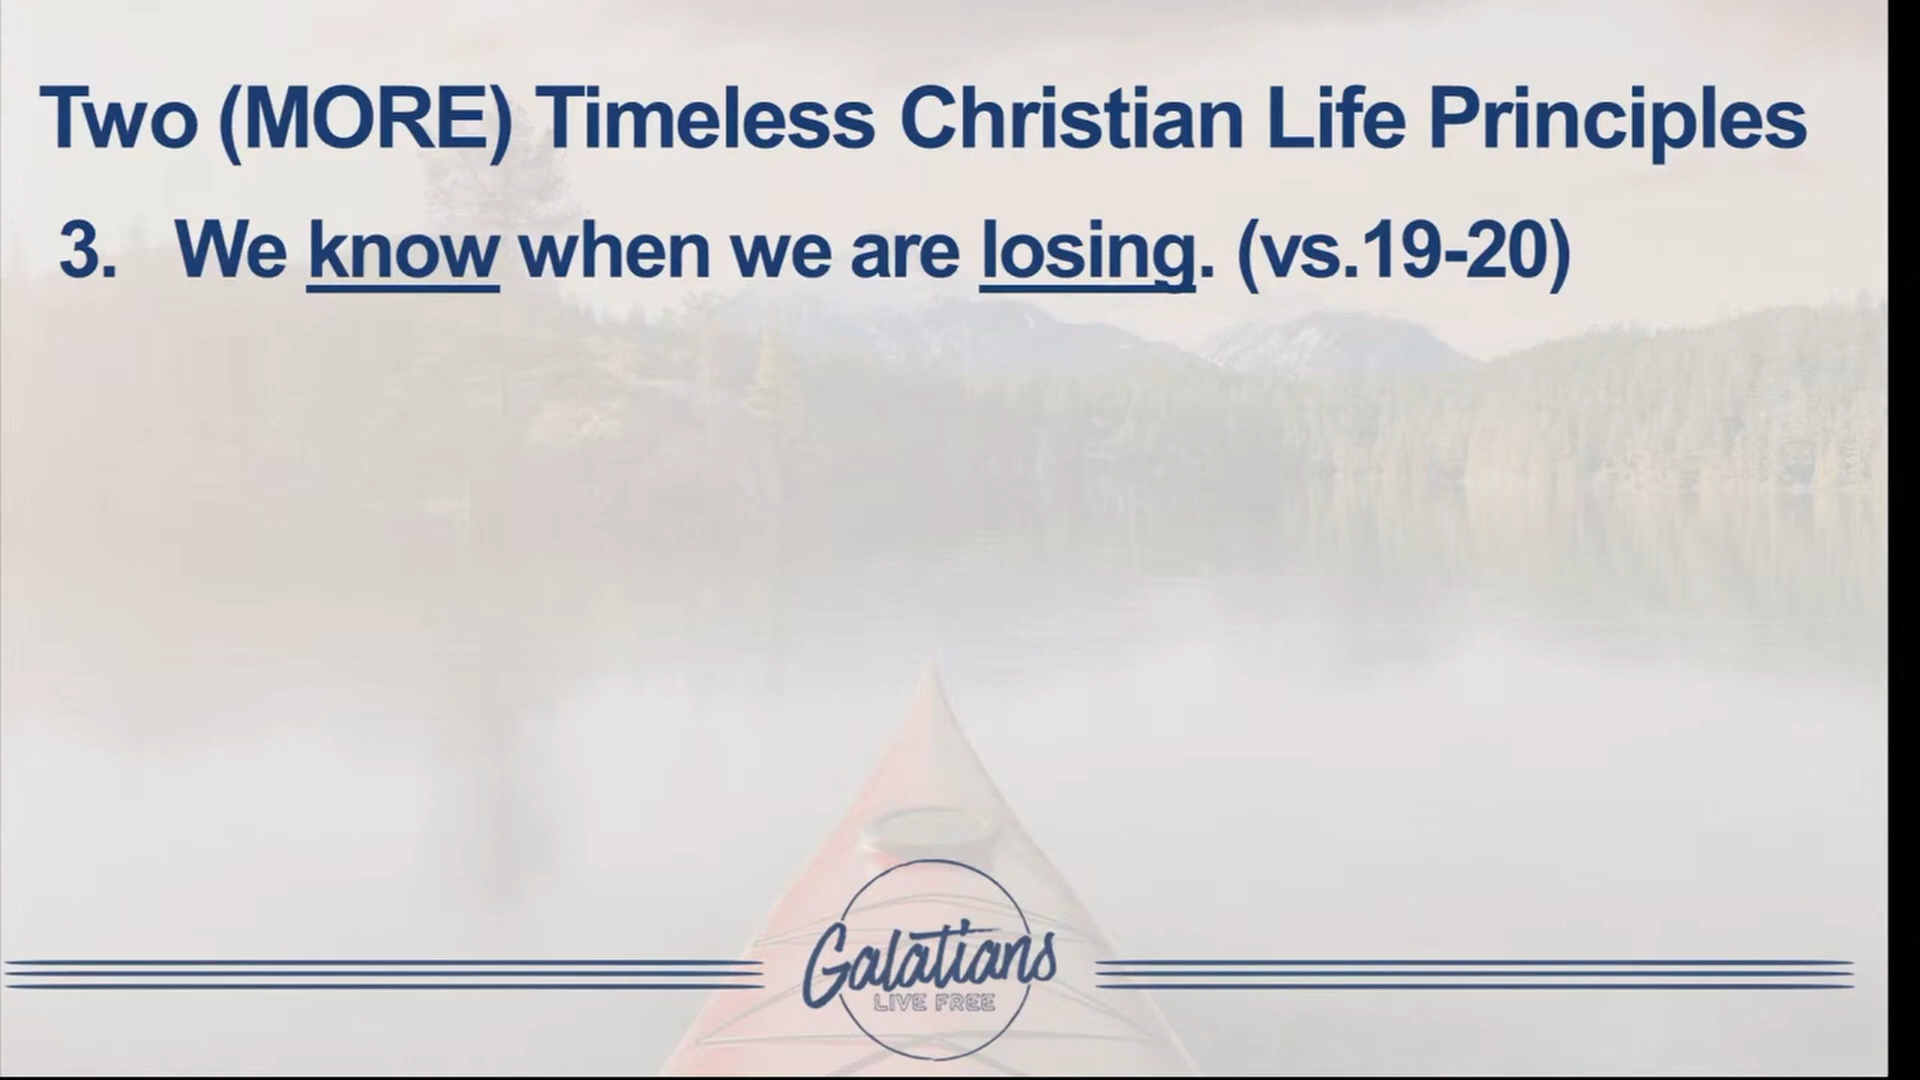 Two (MORE) Timeless Christian Life Principles
3. We know when we are losing. (vs.19-20)
Galatians
LIVE FREE